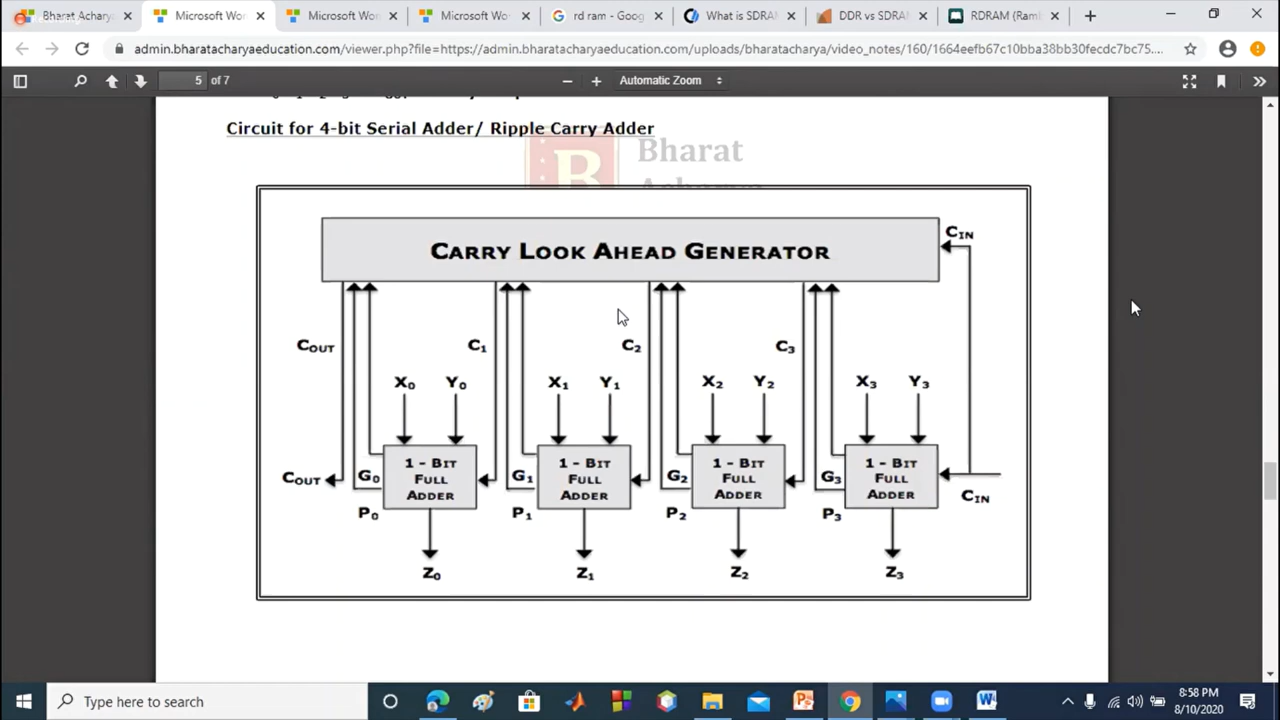 Bharat Achary
Microsoft Wor
Microsoft Wor
Microsoft Wor
rd ram - Goog
What is SDRAM
DDR vs SDRA
RDRAM (Ram
admin.bharatacharyaeducation.com/viewer.php?file=https://admin.bharatacharyaeducation.com/uploads/bharatacharya/video_notes/160/1664eefb67c10bba38bb30fecdc7bc75....
5 of 7
Automatic Zoom
Circuit for 4-bit Serial Adder/ Ripple Carry Adder
B
Bharat
CARRY LOOK AHEAD GENERATOR
CIN
COUT
C1
C2
C3
X0 Y0 X1 Y1 X2 Y2 X3 Y3
COUT
G0
1 - BIT FULL ADDER
G1
1 - BIT FULL ADDER
G2
1 - BIT FULL ADDER
G3
1 - BIT FULL ADDER
CIN
P0 P1 P2 P3
Z0 Z1 Z2 Z3
Type here to search
8:58 PM
8/10/2020